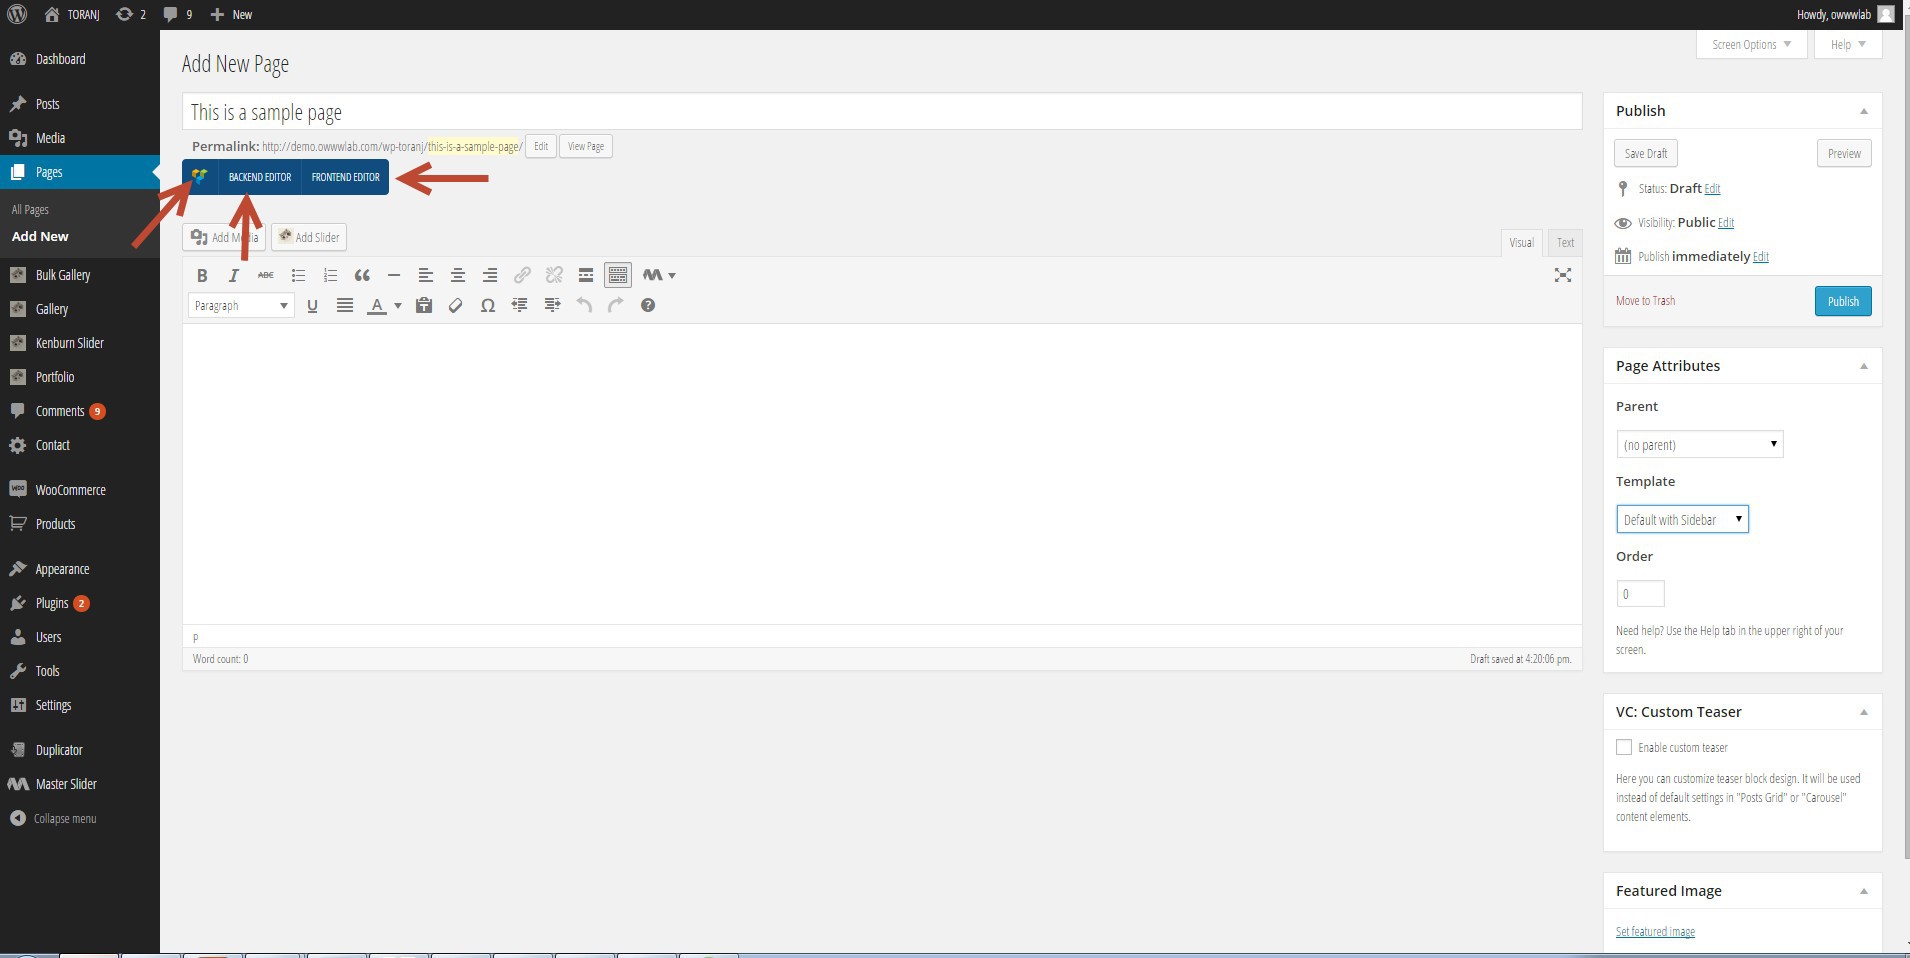 TORANJ 2 9 New
Howdy, owwwlab
Dashboard
Posts
Media
Pages
All Pages
Add New
Bulk Gallery
Gallery
Kenburn Slider
Portfolio
Comments 9
Contact
WooCommerce
Products
Appearance
Plugins 2
Users
Tools
Settings
Duplicator
Master Slider
Collapse menu
Screen Options
Help
Add New Page
This is a sample page
Permalink: http://demo.owwwlab.com/wp-toranj/this-is-a-sample-page/ Edit View Page
BACKEND EDITOR FRONTEND EDITOR
Add Media Add Slider
Visual Text
B I ABC
Paragraph U A Ω
p
Word count: 0
Draft saved at 4:20:06 pm.
Publish
Save Draft Preview
Status: Draft Edit
Visibility: Public Edit
Publish immediately Edit
Move to Trash Publish
Page Attributes
Parent
(no parent)
Template
Default with Sidebar
Order
0
Need help? Use the Help tab in the upper right of your
screen.
VC: Custom Teaser
Enable custom teaser
Here you can customize teaser block design. It will be used
instead of default settings in "Posts Grid" or "Carousel"
content elements.
Featured Image
Set featured image